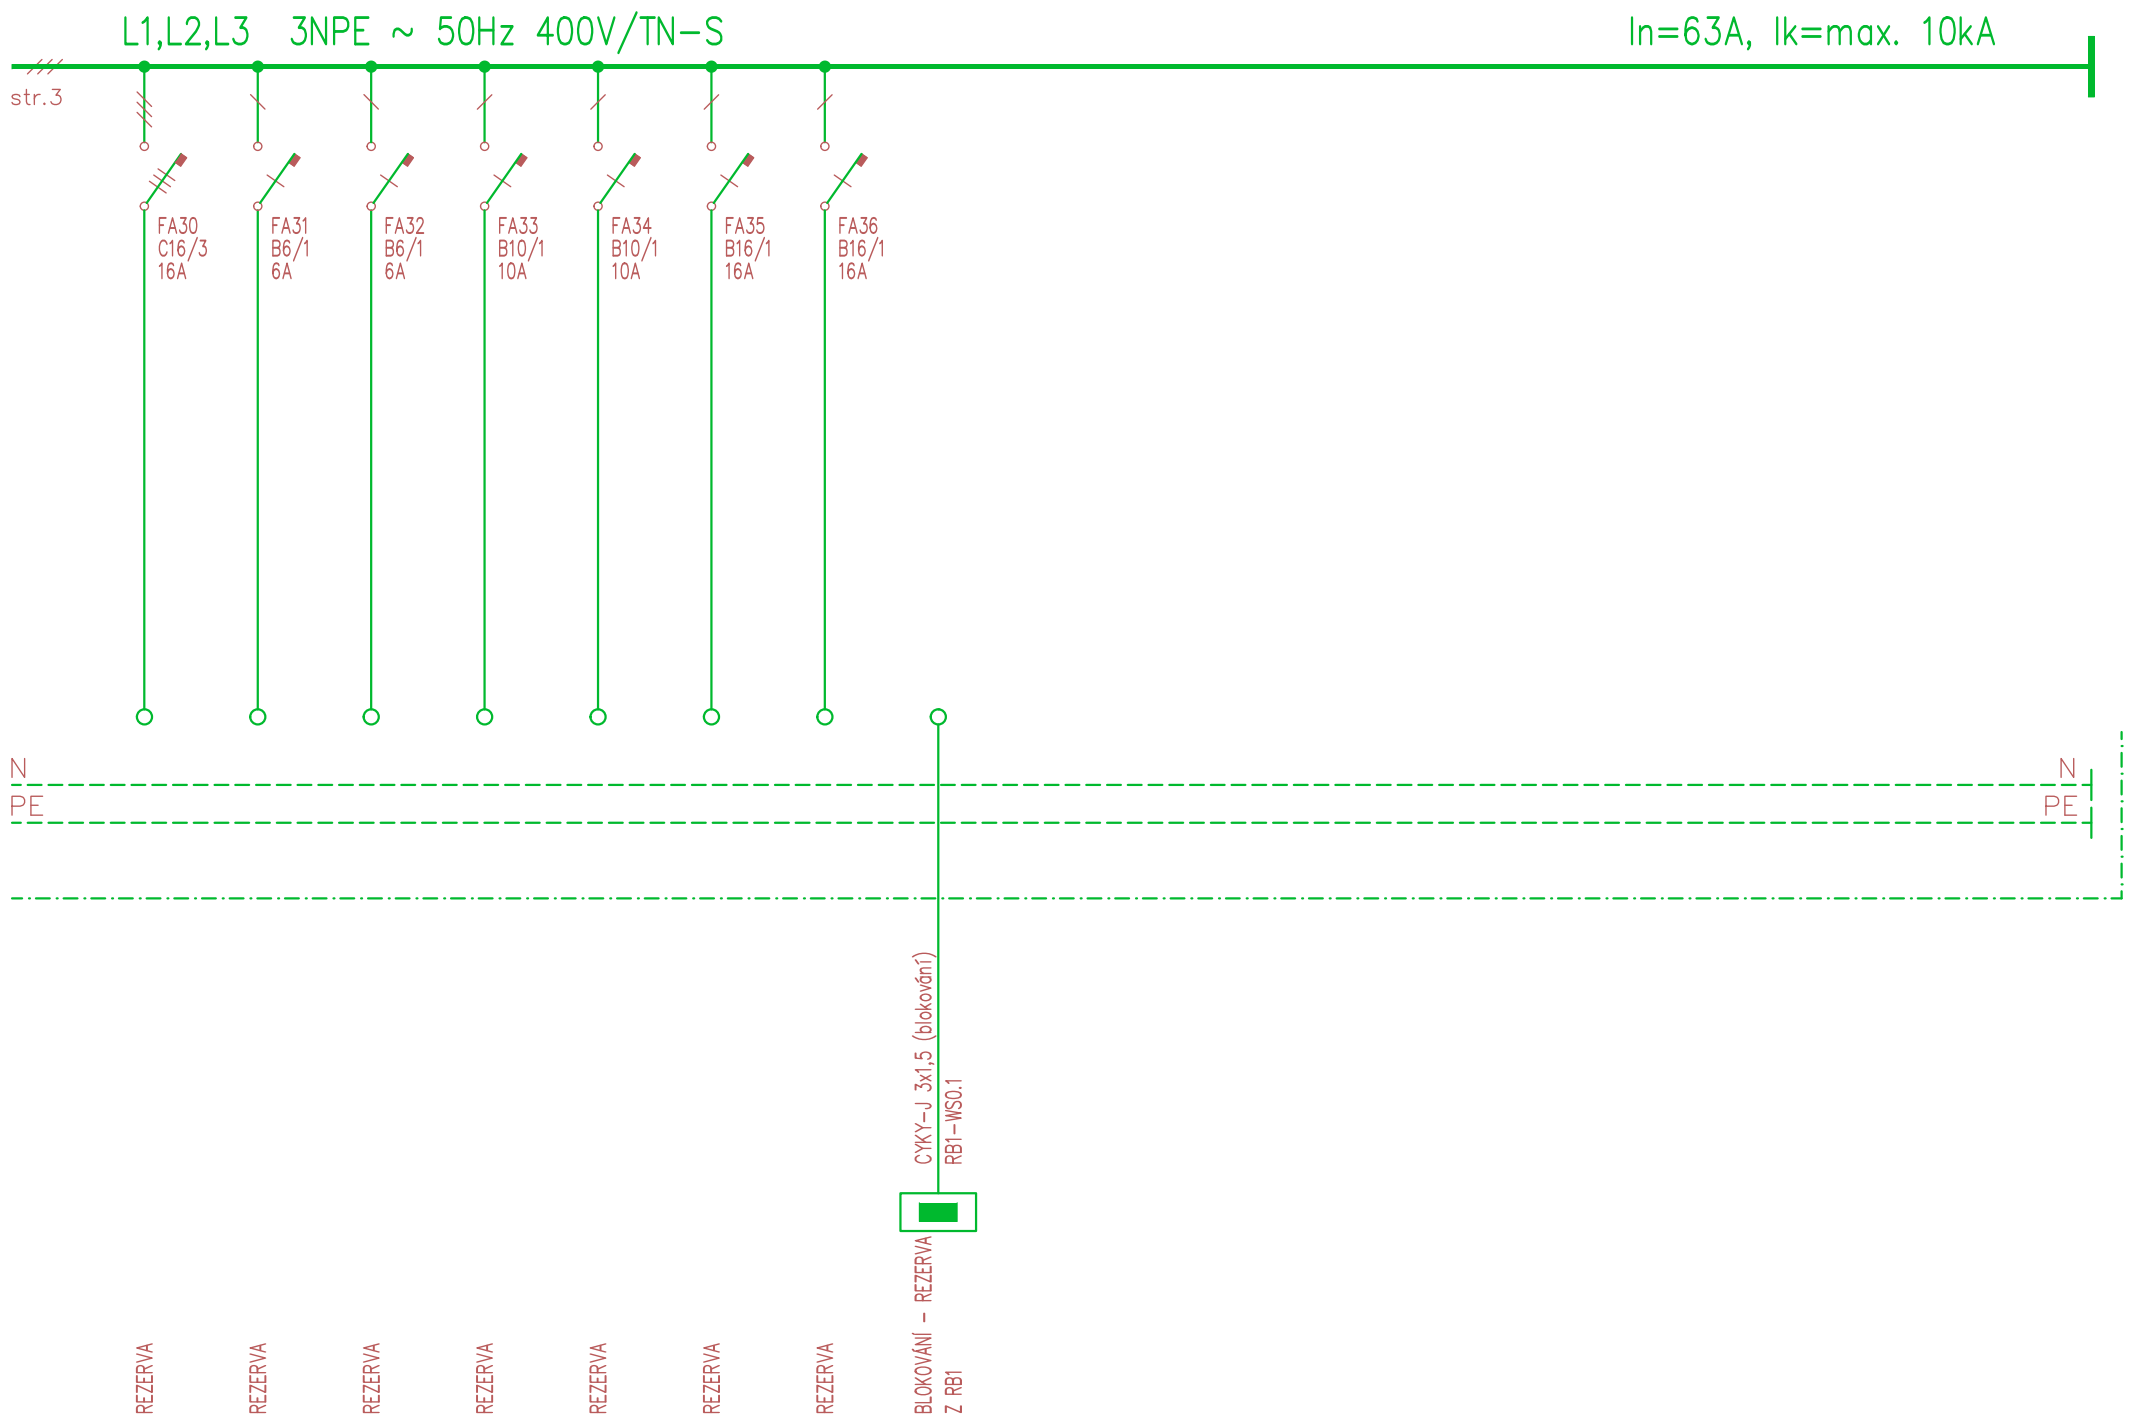 L1,L2,L3 3NPE ~ 50Hz 400V/TN-S
In=63A, Ik=max. 10kA
str.3
FA30
C16/3
16A
FA31
B6/1
6A
FA32
B6/1
6A
FA33
B10/1
10A
FA34
B10/1
10A
FA35
B16/1
16A
FA36
B16/1
16A
N
N
PE
PE
CYKY-J 3x1,5 (blokování)
RB1-WS0.1
REZERVA
REZERVA
REZERVA
REZERVA
REZERVA
REZERVA
REZERVA
BLOKOVÁNÍ - REZERVA
Z RB1